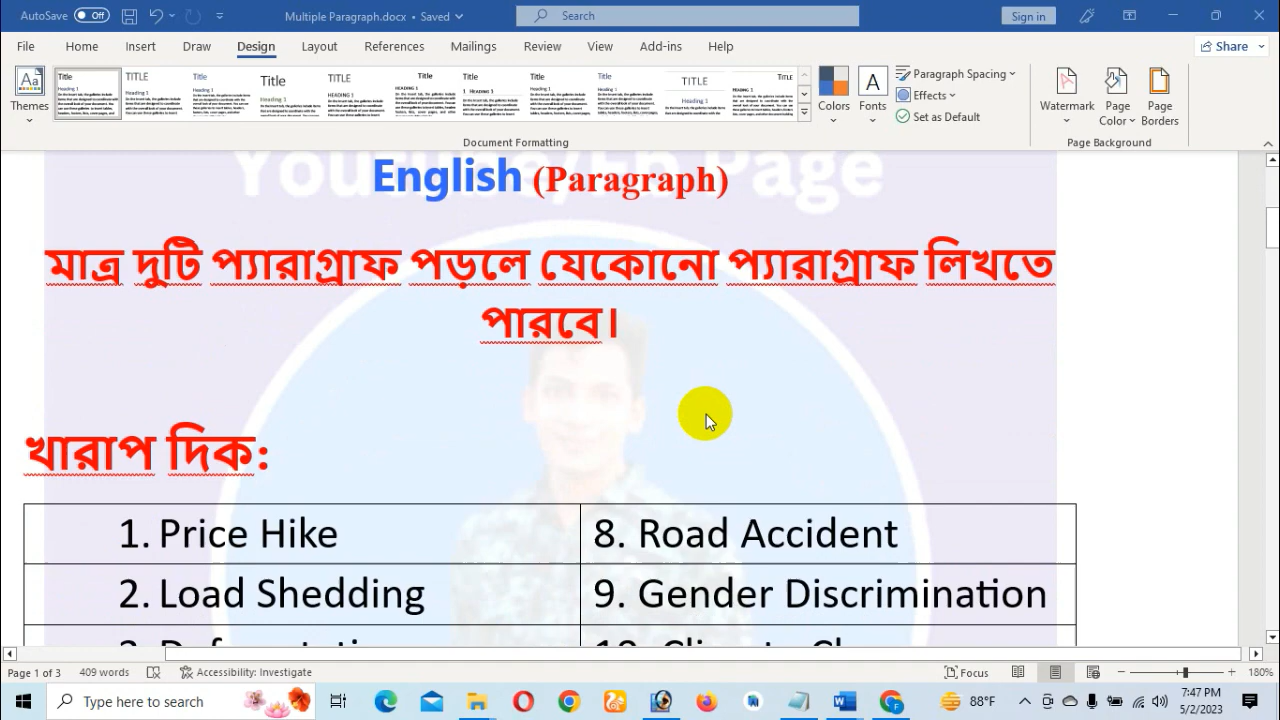 AutoSave Off Multiple Paragraph.docx • Saved Search Sign in
File Home Insert Draw Design Layout References Mailings Review View Add-ins Help Share
Paragraph Spacing
Effects
Set as Default
Colors Fonts Watermark Page Color Page Borders
Document Formatting Page Background
English (Paragraph)
মাত্র দুটি প্যারাগ্রাফ পড়লে যেকোনো প্যারাগ্রাফ লিখতে
পারবে।
খারাপ দিক:
1. Price Hike 8. Road Accident
2. Load Shedding 9. Gender Discrimination
Page 1 of 3 409 words Accessibility: Investigate Focus 180%
Type here to search 88°F 7:47 PM
5/2/2023